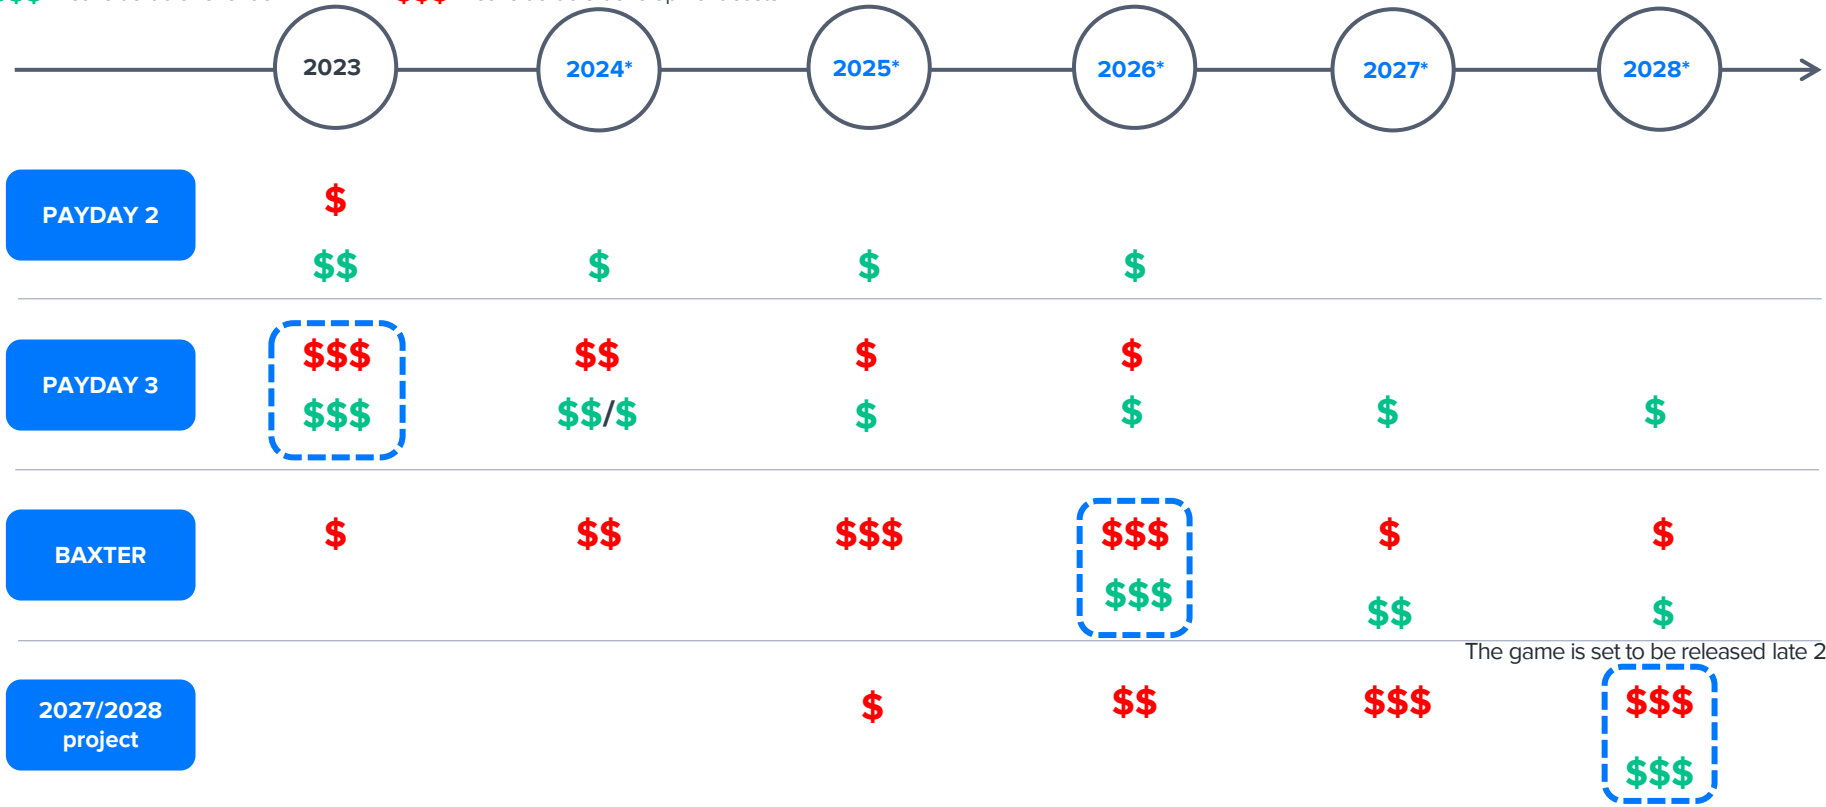 $$$ $$$
2023 2024* 2025* 2026* 2027* 2028*
PAYDAY 2
$
$$ $ $ $
PAYDAY 3
$$$ $$ $ $
$$$ $$/$ $ $ $ $
BAXTER
$ $$ $$$ $$$ $ $
$$$ $$ $
The game is set to be released late 2
2027/2028
project
$ $$ $$$ $$$
$$$